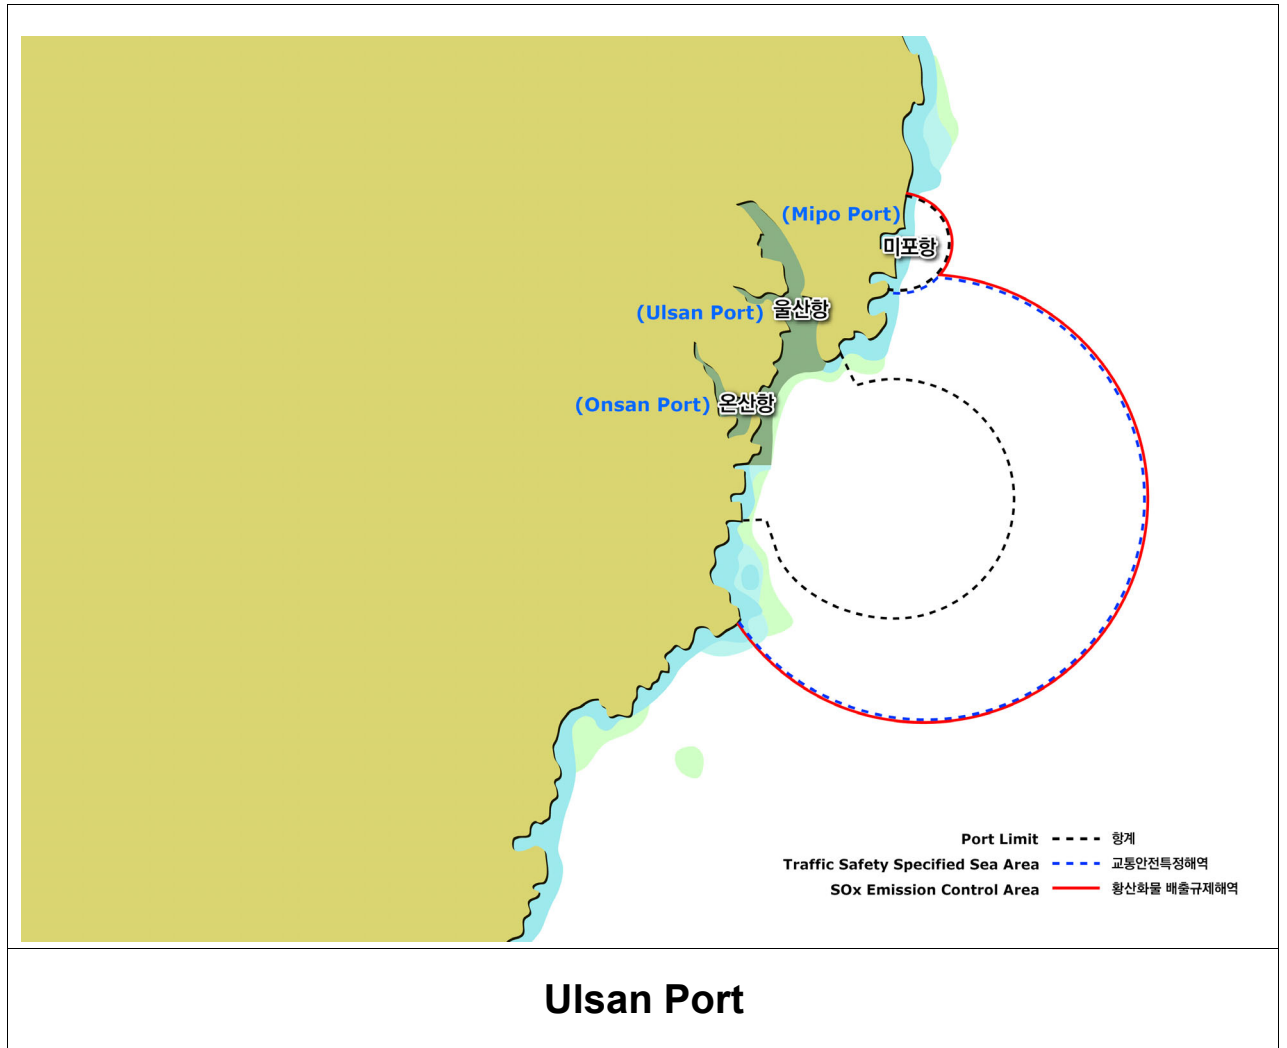 (Mipo Port)
미포항
(Ulsan Port) 울산항
(Onsan Port) 온산항
Port Limit 항계
Traffic Safety Specified Sea Area 교통안전특정해역
SOx Emission Control Area 황산화물 배출규제해역
Ulsan Port